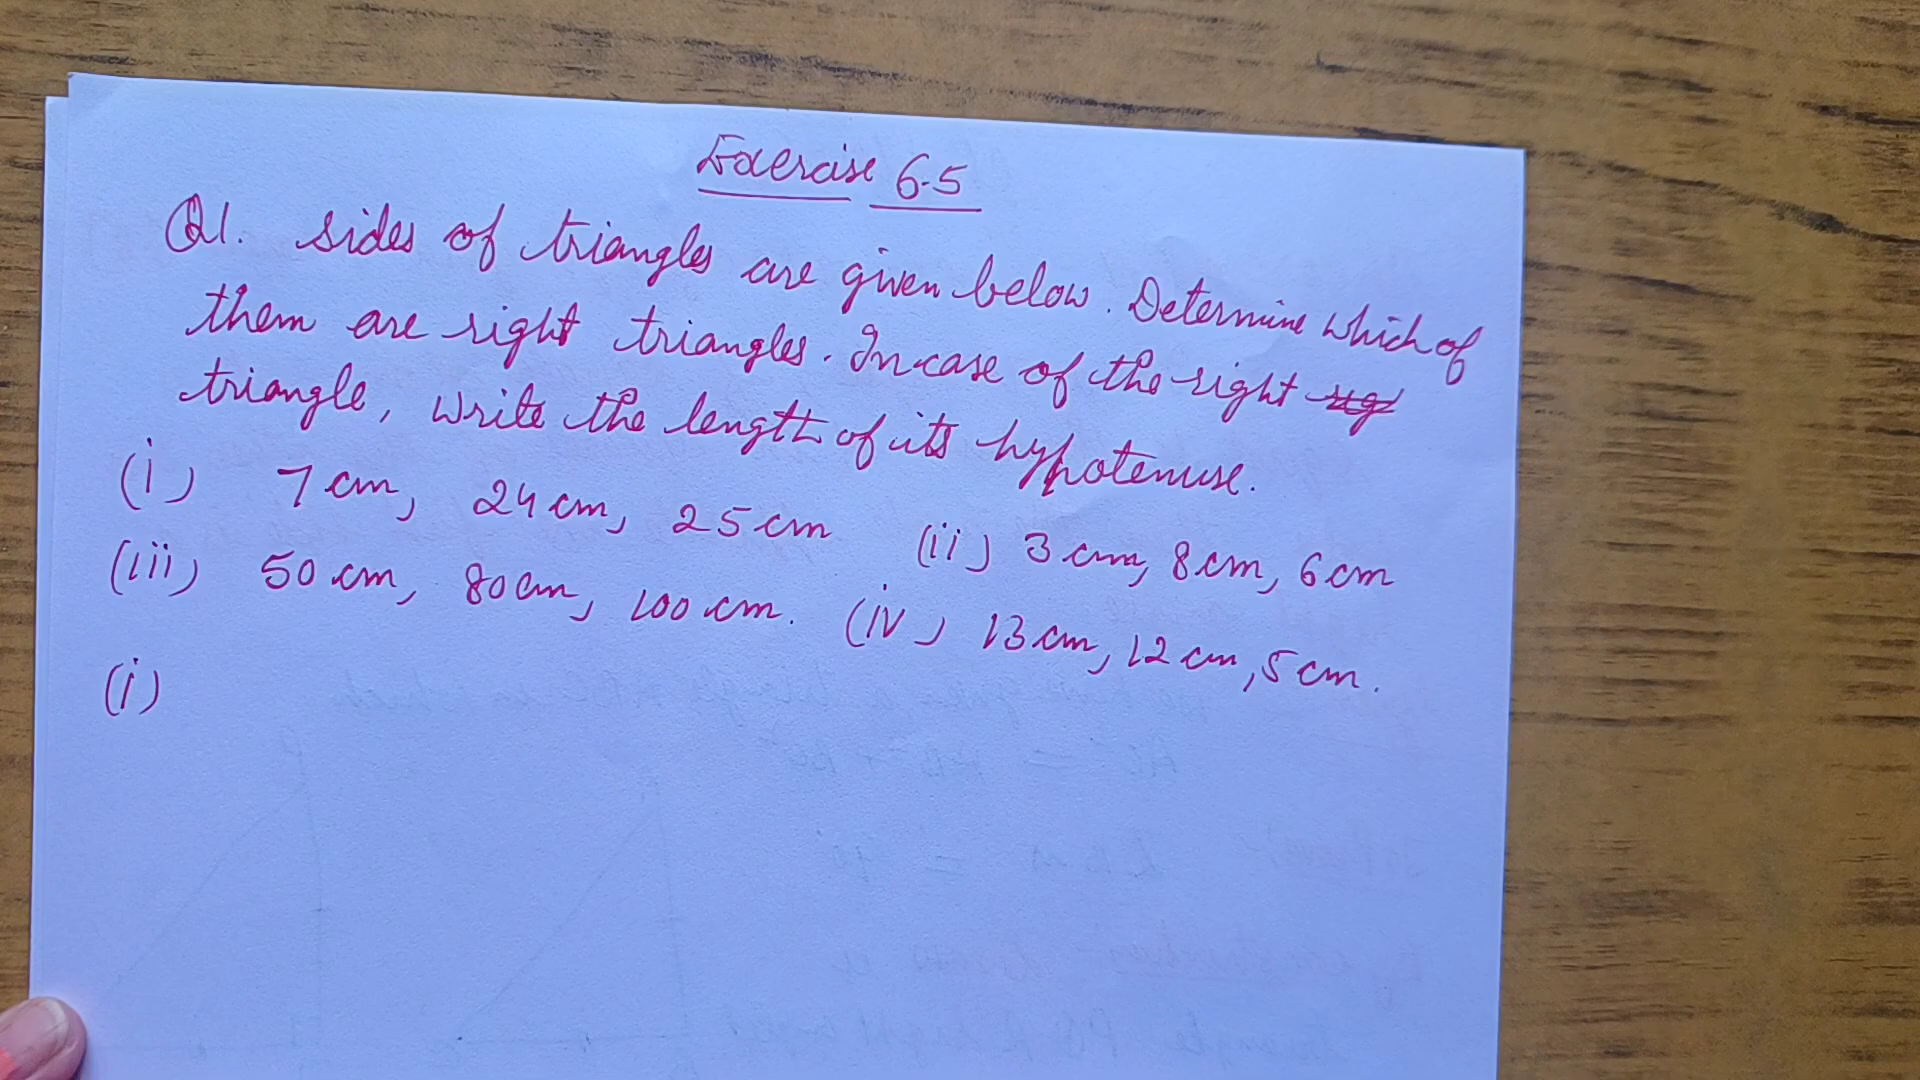 Exercise 6.5
Q1. sides of triangles are given below. Determine which of
them are right triangles. In case of the right
triangle, write the length of its hypotenuse.
(i) 7 cm, 24 cm, 25 cm (ii) 3 cm, 8 cm, 6 cm
(iii) 50 cm, 80 cm, 100 cm. (iv) 13 cm, 12 cm, 5 cm.
(i)